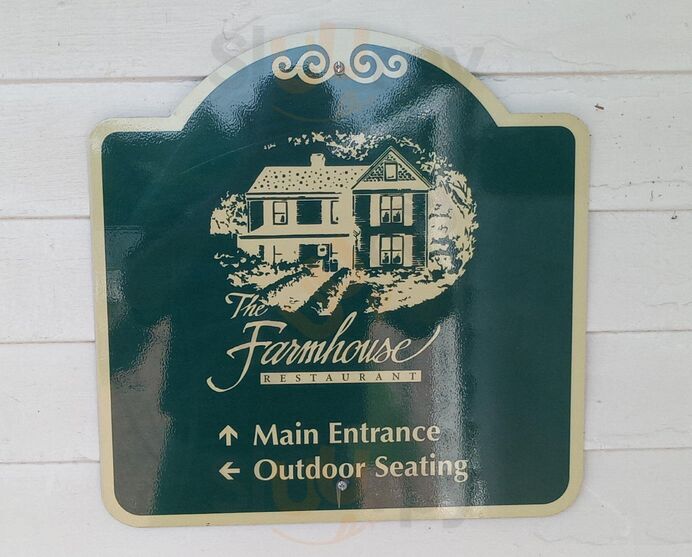 The
Farmhouse
RESTAURANT
↑ Main Entrance
← Outdoor Seating